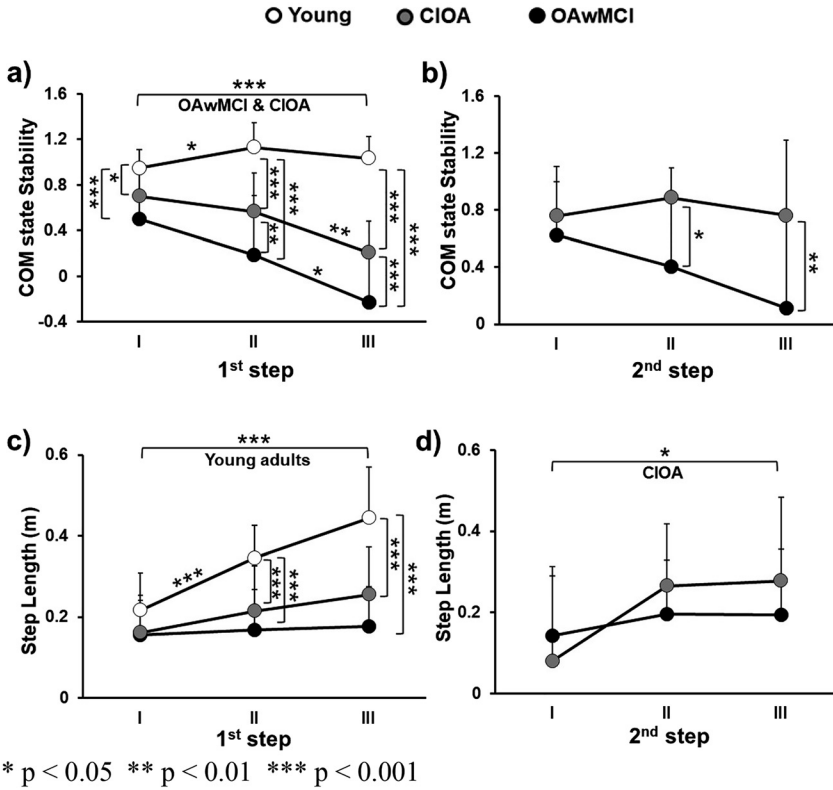 Young CIOA OAwMCI
a) b)
***
OAwMCI & CIOA
COM state Stability
1.6
1.2
0.8
0.4
0
-0.4
* *** * *** *** ** ** * *** *** ***
I II III
1st step
COM state Stability
1.6
1.2
0.8
0.4
0
* **
I II III
2nd step
c) d)
***
Young adults
Step Length (m)
0.6
0.4
0.2
0
*** *** *** *** ***
I II III
1st step
*
CIOA
Step Length (m)
0.6
0.4
0.2
0
I II III
2nd step
* p < 0.05 ** p < 0.01 *** p < 0.001